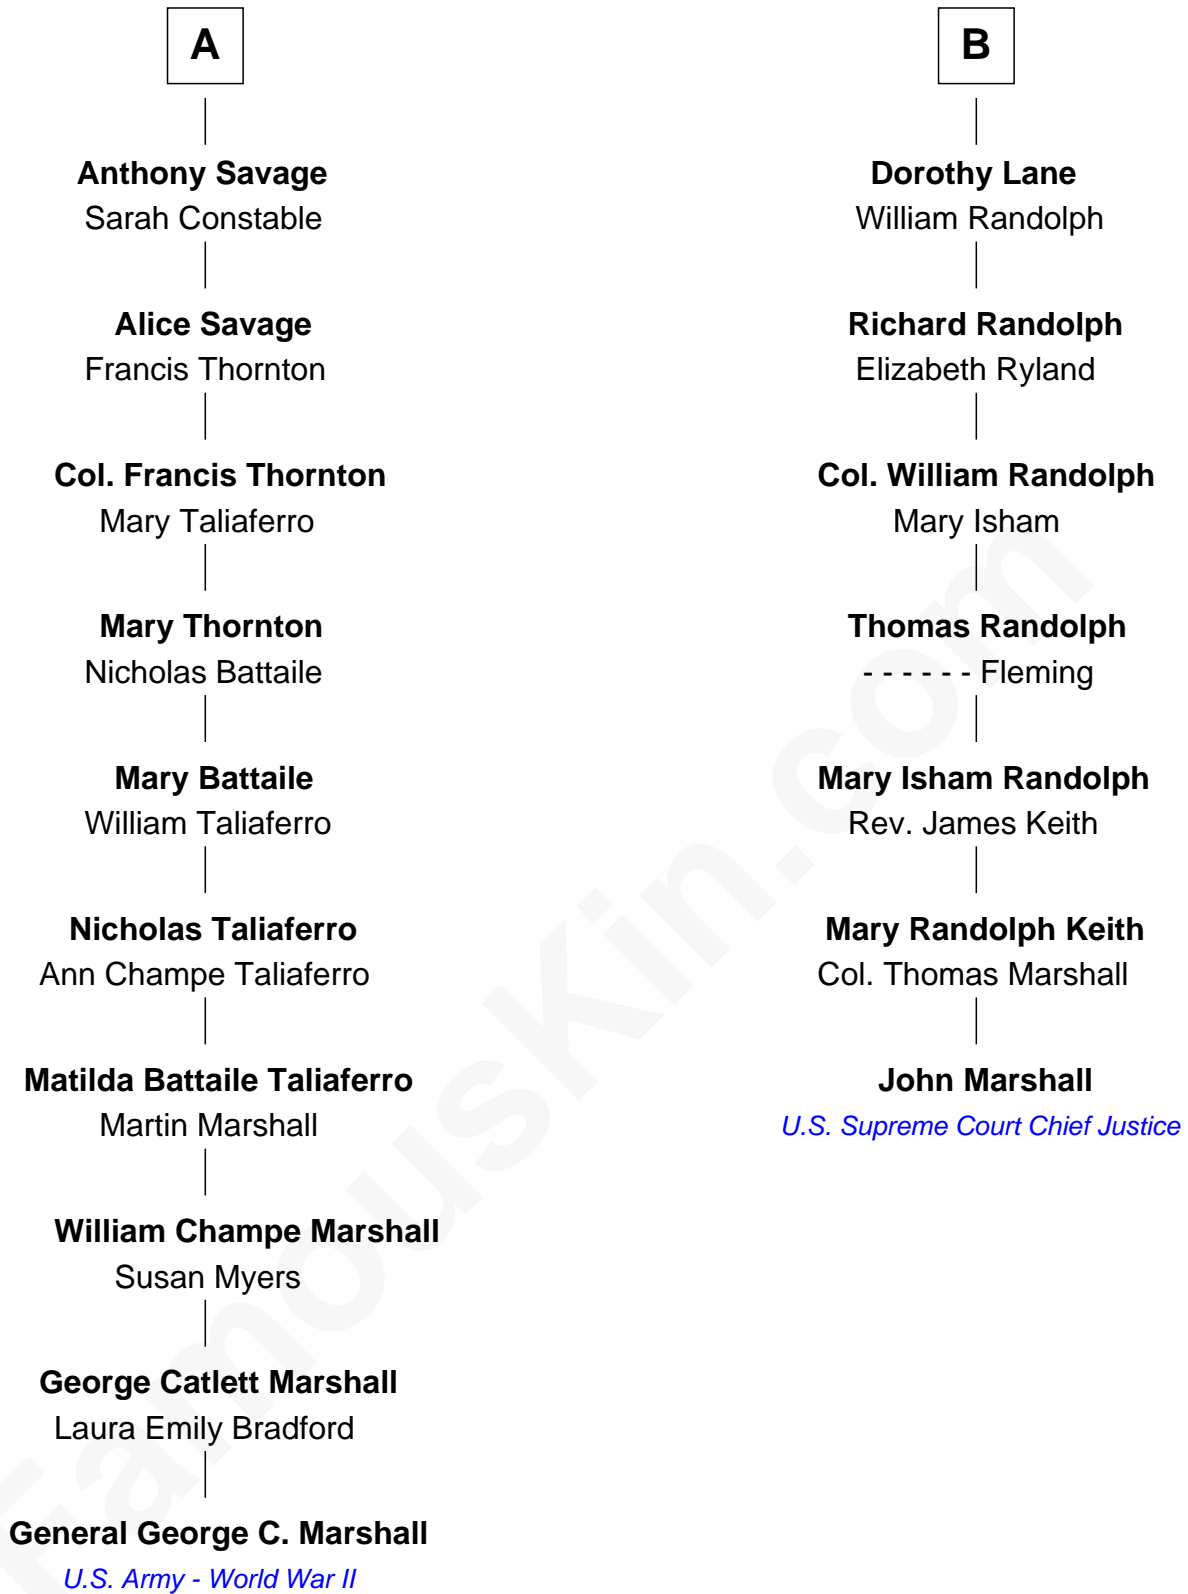 A
Anthony Savage
Sarah Constable
Alice Savage
Francis Thornton
Col. Francis Thornton
Mary Taliaferro
Mary Thornton
Nicholas Battaile
Mary Battaile
William Taliaferro
Nicholas Taliaferro
Ann Champe Taliaferro
Matilda Battaile Taliaferro
Martin Marshall
William Champe Marshall
Susan Myers
George Catlett Marshall
Laura Emily Bradford
General George C. Marshall
U.S. Army - World War II
B
Dorothy Lane
William Randolph
Richard Randolph
Elizabeth Ryland
Col. William Randolph
Mary Isham
Thomas Randolph
- - - - - - Fleming
Mary Isham Randolph
Rev. James Keith
Mary Randolph Keith
Col. Thomas Marshall
John Marshall
U.S. Supreme Court Chief Justice
FamousKin.com